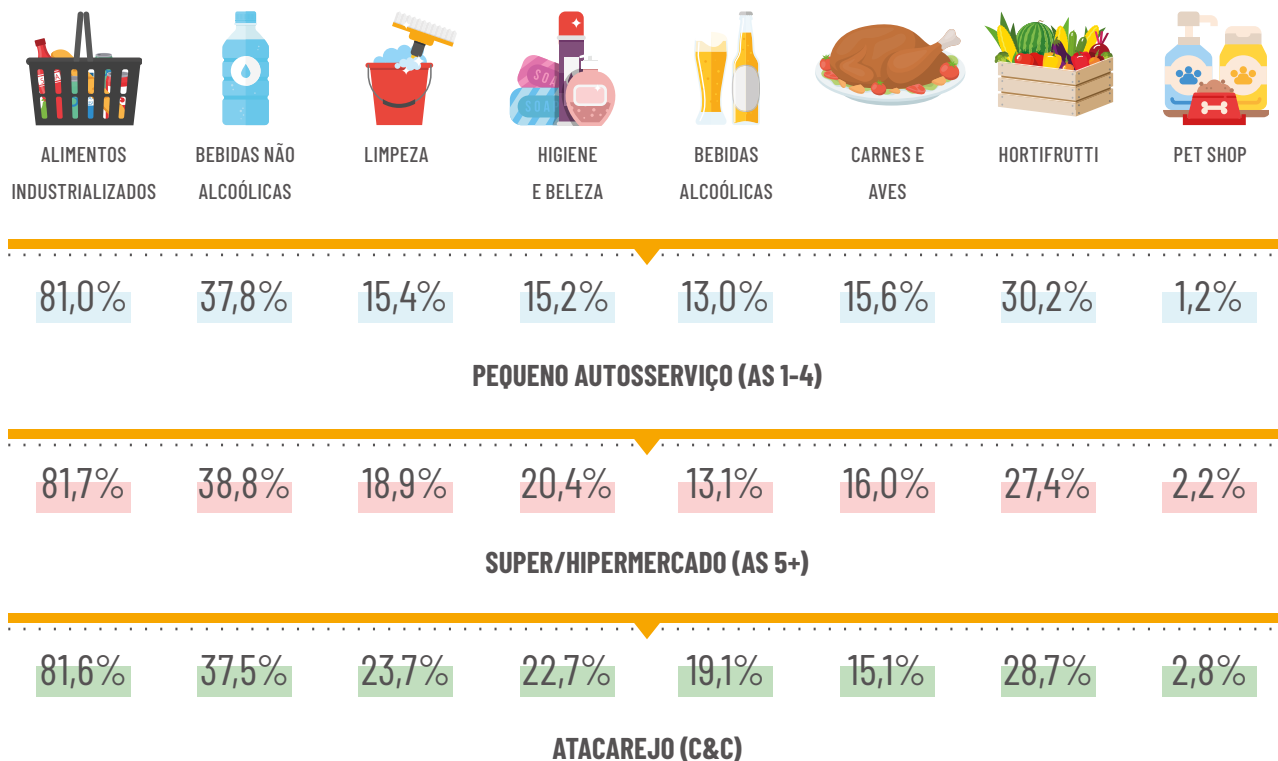 ALIMENTOS
INDUSTRIALIZADOS
BEBIDAS NÃO
ALCOÓLICAS
LIMPEZA
HIGIENE
E BELEZA
BEBIDAS
ALCOÓLICAS
CARNES E
AVES
HORTIFRUTTI
PET SHOP
81,0% 37,8% 15,4% 15,2% 13,0% 15,6% 30,2% 1,2%
PEQUENO AUTOSSERVIÇO (AS 1-4)
81,7% 38,8% 18,9% 20,4% 13,1% 16,0% 27,4% 2,2%
SUPER/HIPERMERCADO (AS 5+)
81,6% 37,5% 23,7% 22,7% 19,1% 15,1% 28,7% 2,8%
ATACAREJO (C&C)